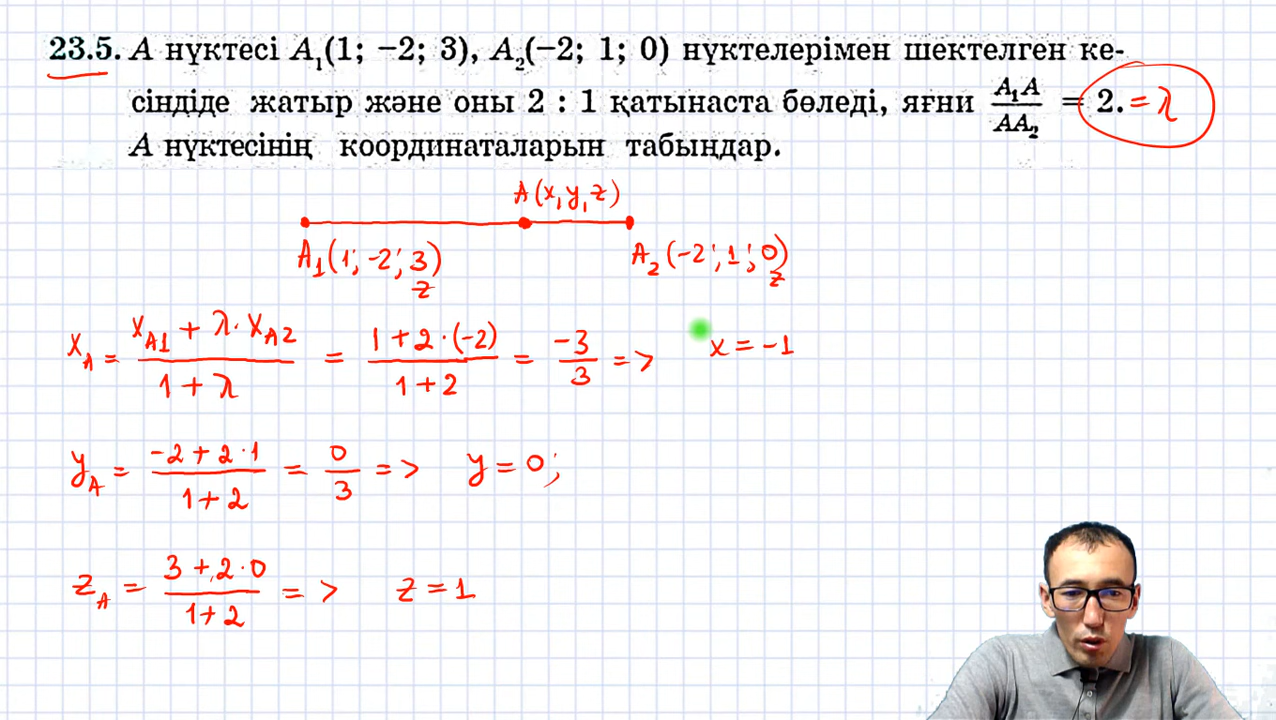 23.5. A нүктесі A₁(1; −2; 3), A₂(−2; 1; 0) нүктелерімен шектелген ке-
сіндіде жатыр және оны 2 : 1 қатынаста бөледі, яғни A₁A/AA₂ = 2. = λ
A нүктесінің координаталарын табыңдар.
A(x, y, z)
A₁(1; -2; 3) A₂(-2; 1; 0)
z z
x_A = (x_A1 + λ · x_A2)/(1 + λ) = (1 + 2 · (-2))/(1 + 2) = -3/3 => x = -1
y_A = (-2 + 2 · 1)/(1 + 2) = 0/3 => y = 0;
z_A = (3 + 2 · 0)/(1 + 2) => z = 1